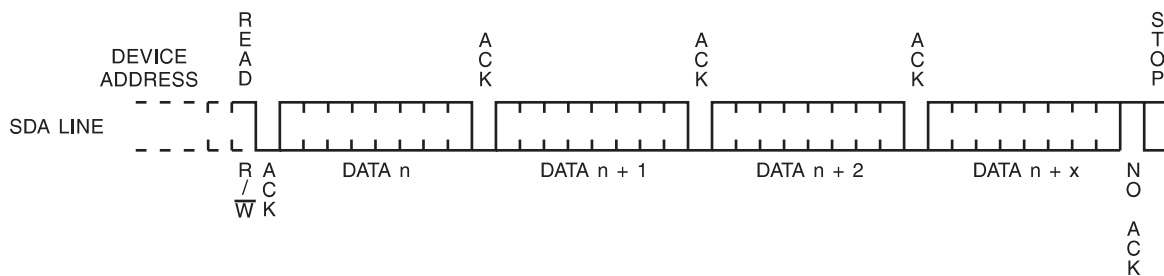 READ
ACK
ACK
ACK
STOP
DEVICE
ADDRESS
SDA LINE
R/W
ACK
DATA n
DATA n + 1
DATA n + 2
DATA n + x
NO ACK